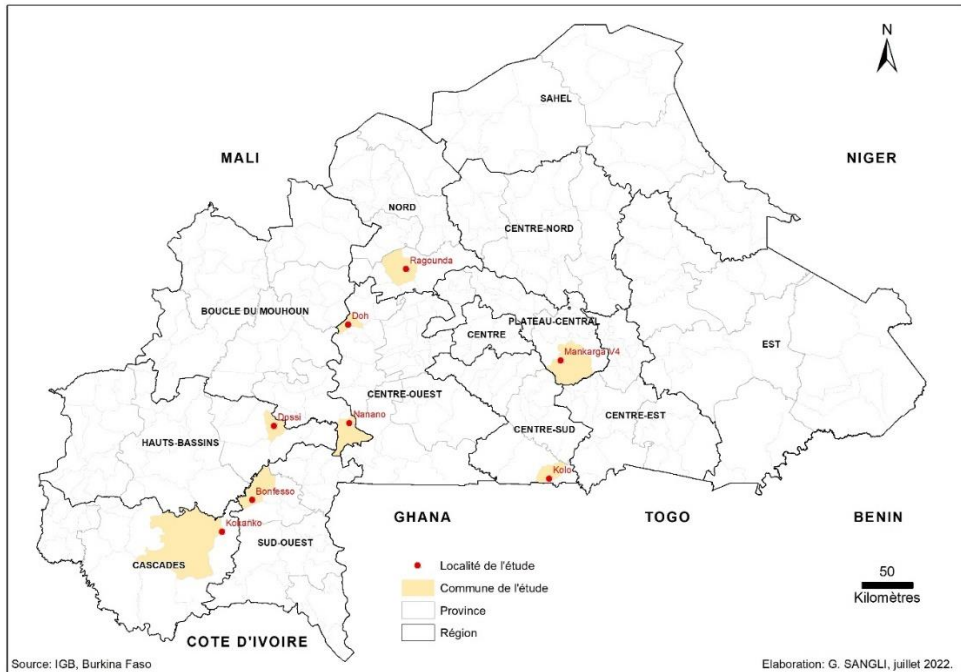 N
SAHEL
MALI
NIGER
NORD
CENTRE-NORD
Ragounda
BOUCLE DU MOUHOUN
Doh
PLATEAU-CENTRAL
CENTRE
EST
Mankarga V4
CENTRE-OUEST
Dossi
Nanano
CENTRE-EST
CENTRE-SUD
HAUTS-BASSINS
Kolo
Bonfesso
GHANA
TOGO
BENIN
Kokanko
SUD-OUEST
CASCADES
Localité de l'étude
Commune de l'étude
Province
Région
50
Kilomètres
COTE D'IVOIRE
Source: IGB, Burkina Faso
Elaboration: G. SANGLI, juillet 2022.